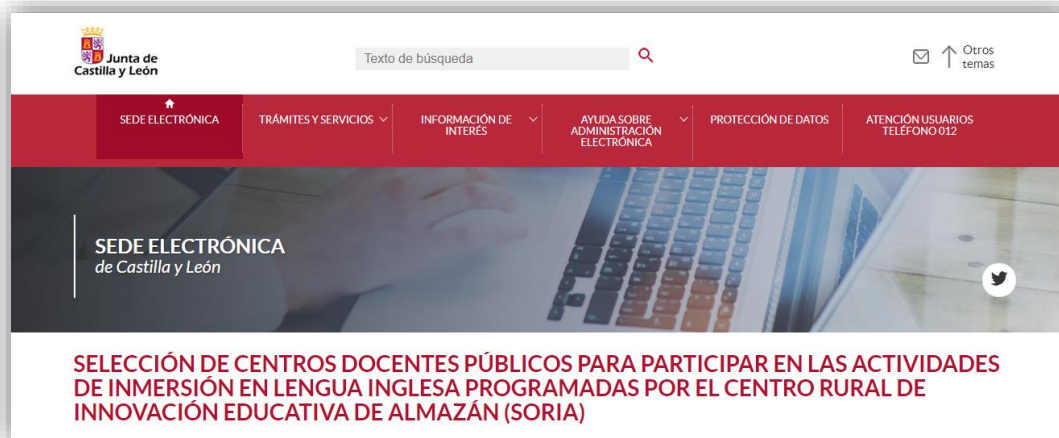 Junta de
Castilla y León
Texto de búsqueda
Otros
temas
SEDE ELECTRÓNICA
TRÁMITES Y SERVICIOS
INFORMACIÓN DE
INTERÉS
AYUDA SOBRE
ADMINISTRACIÓN
ELECTRÓNICA
PROTECCIÓN DE DATOS
ATENCIÓN USUARIOS
TELÉFONO 012
SEDE ELECTRÓNICA
de Castilla y León
SELECCIÓN DE CENTROS DOCENTES PÚBLICOS PARA PARTICIPAR EN LAS ACTIVIDADES
DE INMERSIÓN EN LENGUA INGLESA PROGRAMADAS POR EL CENTRO RURAL DE
INNOVACIÓN EDUCATIVA DE ALMAZÁN (SORIA)